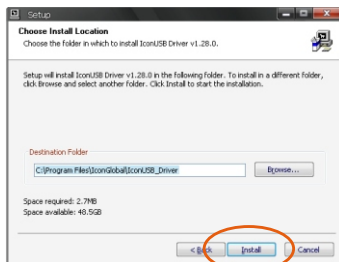 Setup
Choose Install Location
Choose the folder in which to install IconUSB Driver v1.28.0.
Setup will install IconUSB Driver v1.28.0 in the following folder. To install in a different folder,
click Browse and select another folder. Click Install to start the installation.
Destination Folder
C:\Program Files\IconGlobal\IconUSB_Driver
Browse...
Space required: 2.7MB
Space available: 48.5GB
< Back
Install
Cancel